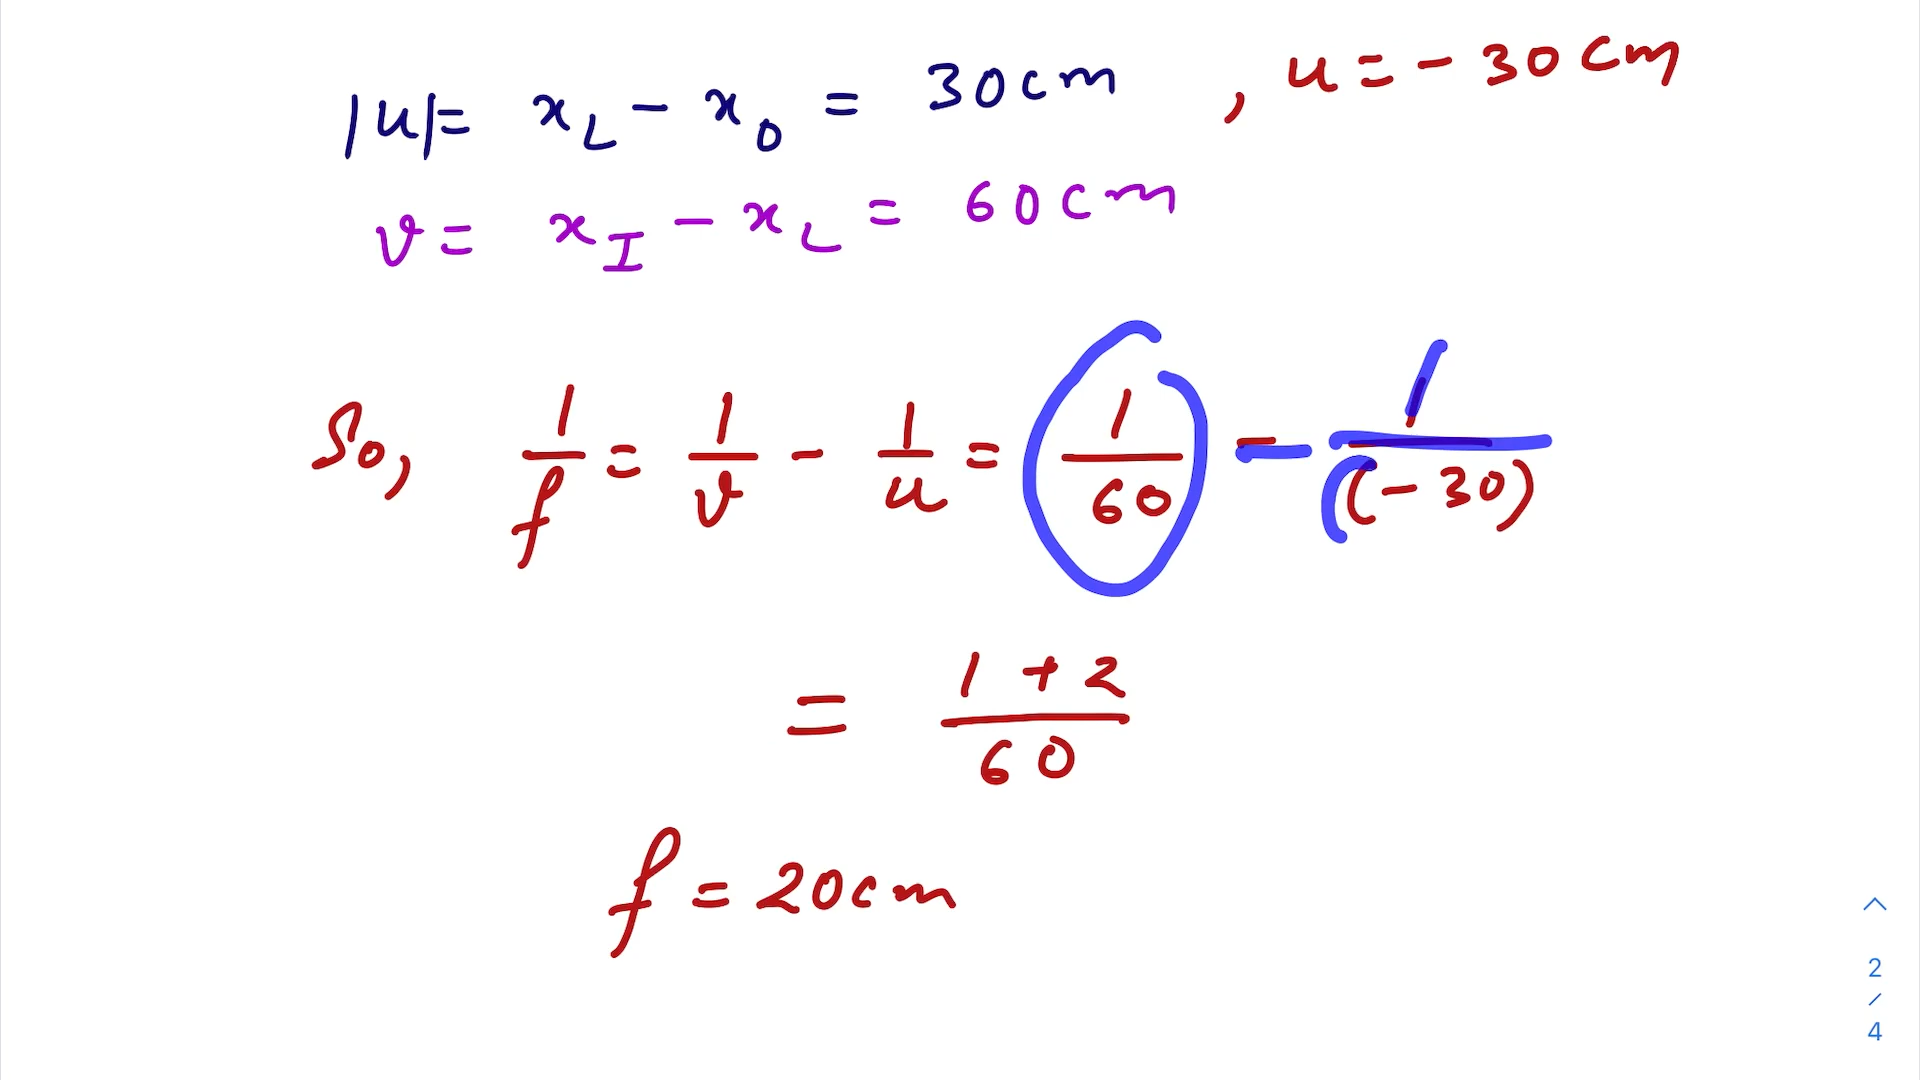 |u| = x_L - x_O = 30cm , u = -30cm
v = x_I - x_L = 60cm
So, 1/f = 1/v - 1/u = 1/60 - 1/(-30)
= (1 + 2)/60
f = 20cm
2
/
4